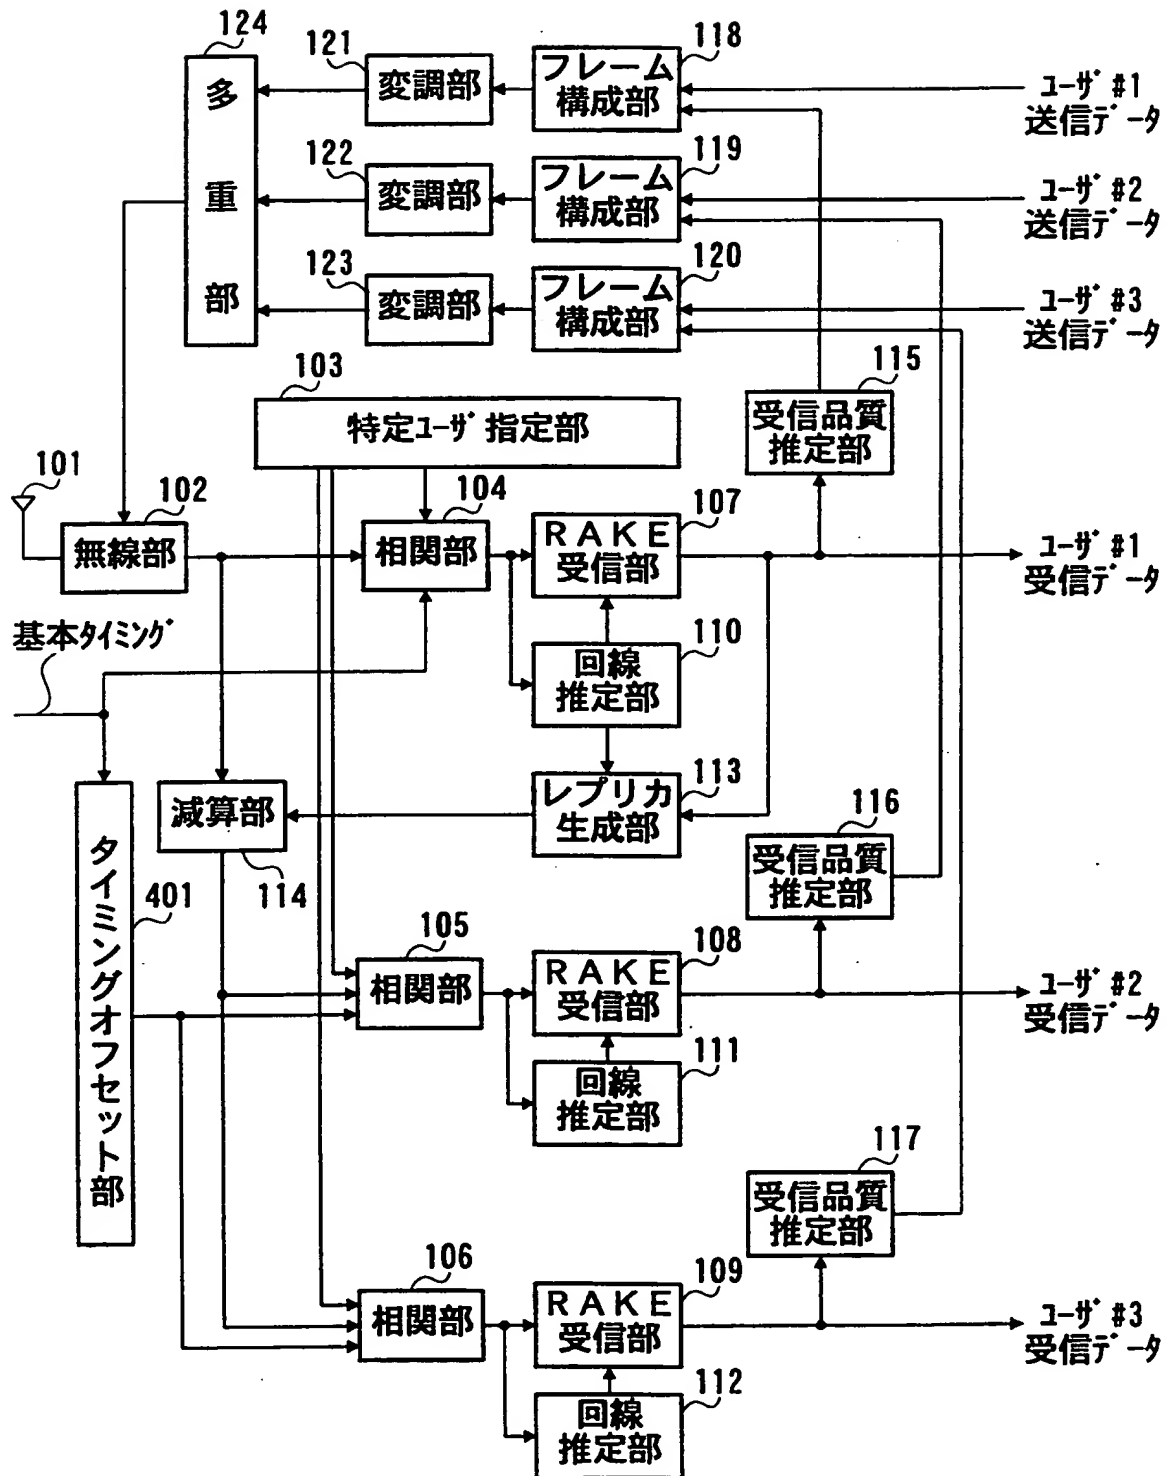 124
121
118
多重部
変調部
フレーム
構成部
ユーザ #1
送信データ
122
119
変調部
フレーム
構成部
ユーザ #2
送信データ
123
120
変調部
フレーム
構成部
ユーザ #3
送信データ
103
特定ユーザ指定部
115
受信品質
推定部
101
102
無線部
104
相関部
107
RAKE
受信部
ユーザ #1
受信データ
基本タイミング
110
回線
推定部
減算部
114
113
レプリカ
生成部
116
受信品質
推定部
401
タイミングオフセット部
105
相関部
108
RAKE
受信部
ユーザ #2
受信データ
111
回線
推定部
117
受信品質
推定部
106
相関部
109
RAKE
受信部
ユーザ #3
受信データ
112
回線
推定部